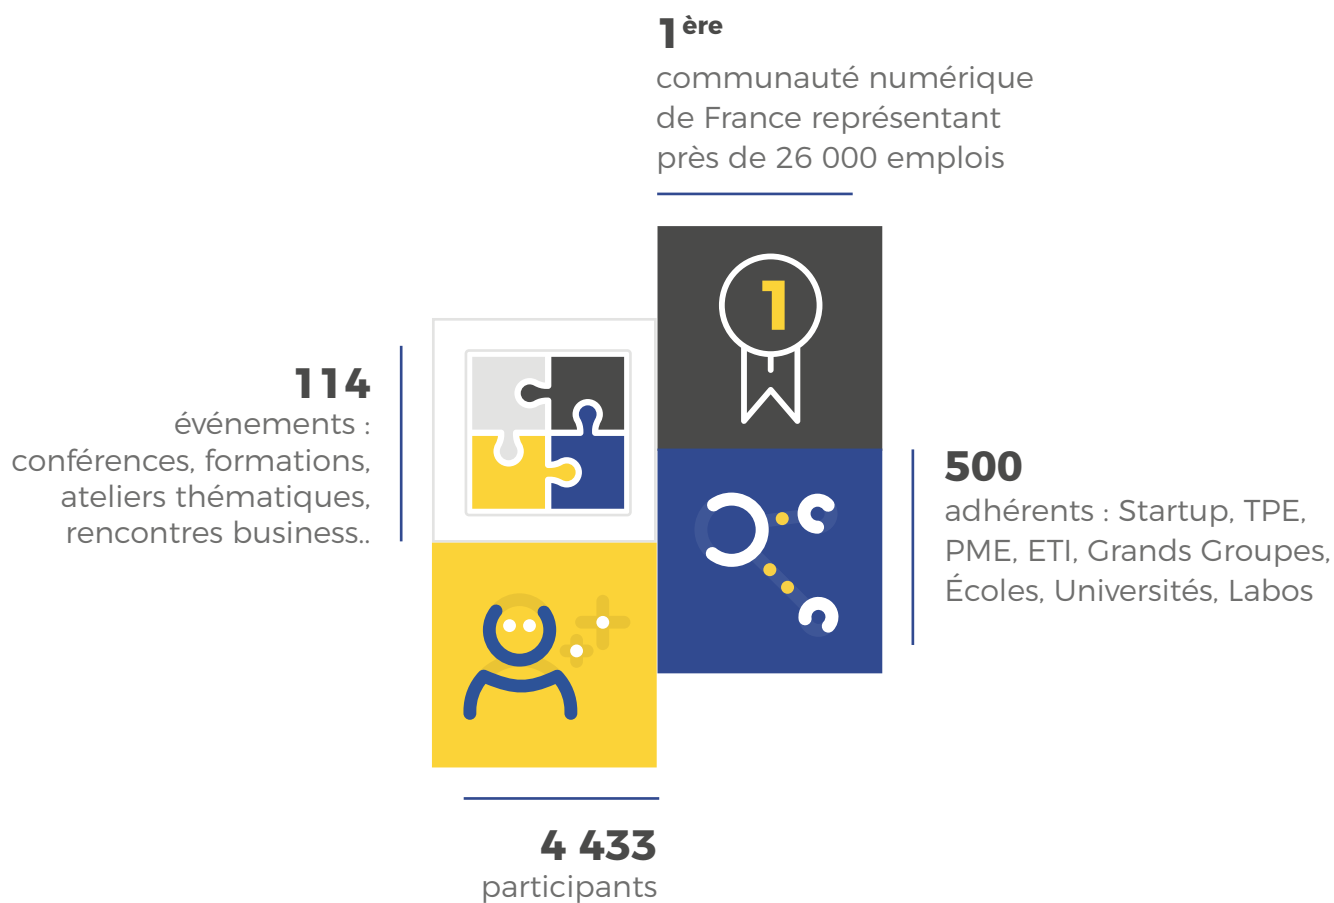 1ère
communauté numérique
de France représentant
près de 26 000 emplois
1
114
événements :
conférences, formations,
ateliers thématiques,
rencontres business..
500
adhérents : Startup, TPE,
PME, ETI, Grands Groupes,
Écoles, Universités, Labos
4 433
participants